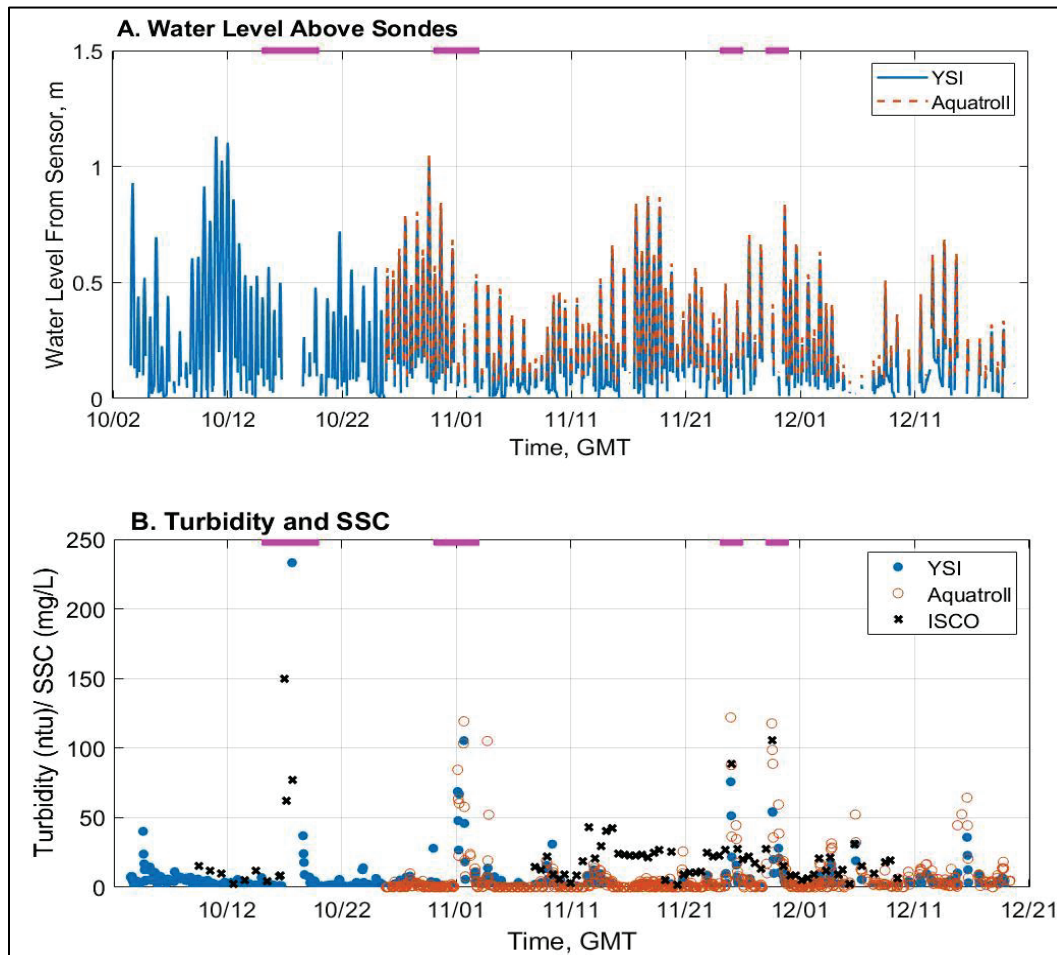 A. Water Level Above Sondes
1.5
1
0.5
0
Water Level From Sensor, m
YSI
Aquatroll
10/02 10/12 10/22 11/01 11/11 11/21 12/01 12/11
Time, GMT
B. Turbidity and SSC
250
200
150
100
50
0
Turbidity (ntu)/ SSC (mg/L)
YSI
Aquatroll
ISCO
10/12 10/22 11/01 11/11 11/21 12/01 12/11 12/21
Time, GMT